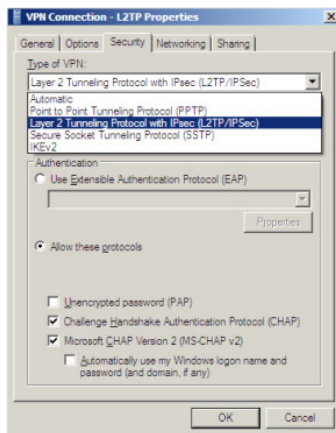 VPN Connection - L2TP Properties
General Options Security Networking Sharing
Type of VPN:
Layer 2 Tunneling Protocol with IPsec (L2TP/IPSec)
Automatic
Point to Point Tunneling Protocol (PPTP)
Layer 2 Tunneling Protocol with IPsec (L2TP/IPSec)
Secure Socket Tunneling Protocol (SSTP)
IKEv2
Authentication
Use Extensible Authentication Protocol (EAP)
Properties
Allow these protocols
Unencrypted password (PAP)
Challenge Handshake Authentication Protocol (CHAP)
Microsoft CHAP Version 2 (MS-CHAP v2)
Automatically use my Windows logon name and
password (and domain, if any)
OK Cancel